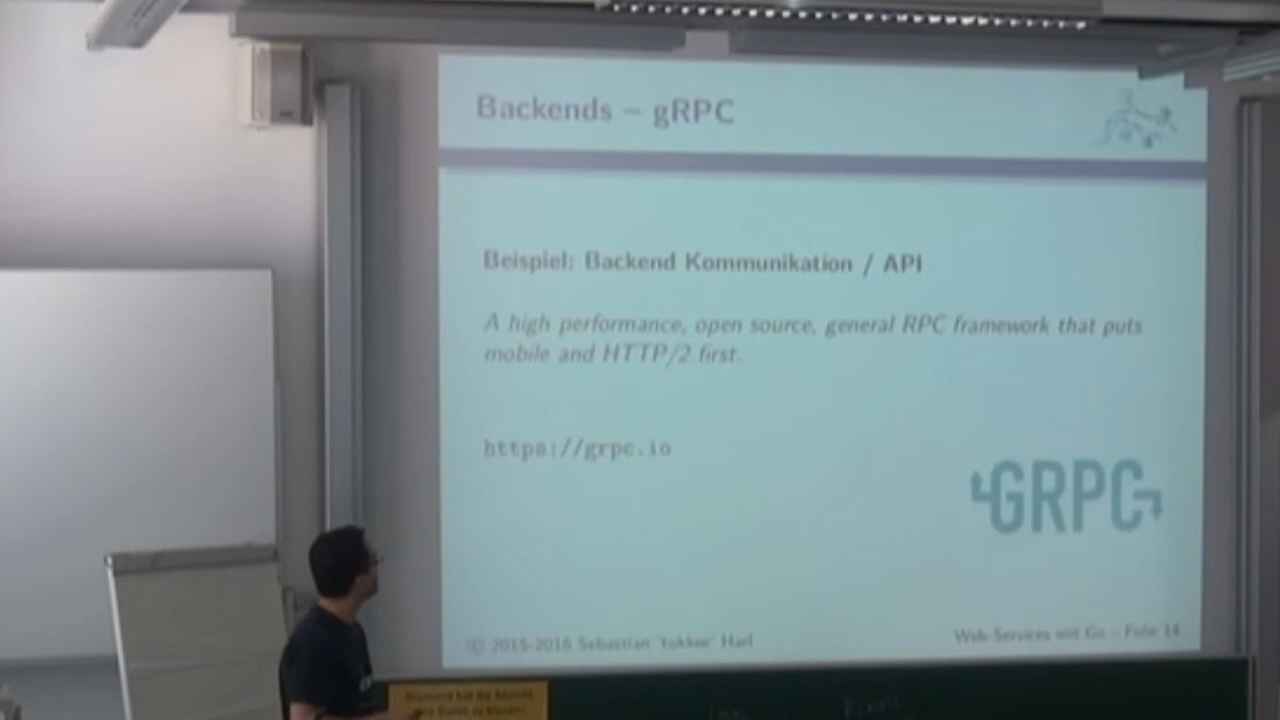 Backends – gRPC
Beispiel: Backend Kommunikation / API
A high performance, open source, general RPC framework that puts
mobile and HTTP/2 first.
https://grpc.io
GRPC
© 2015-2016 Sebastian 'tokkee' Harl
Web-Services mit Go – Folie 14